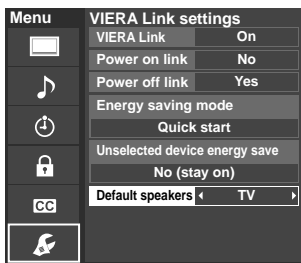 Menu
VIERA Link settings
VIERA Link On
Power on link No
Power off link Yes
Energy saving mode
Quick start
Unselected device energy save
No (stay on)
Default speakers TV
CC